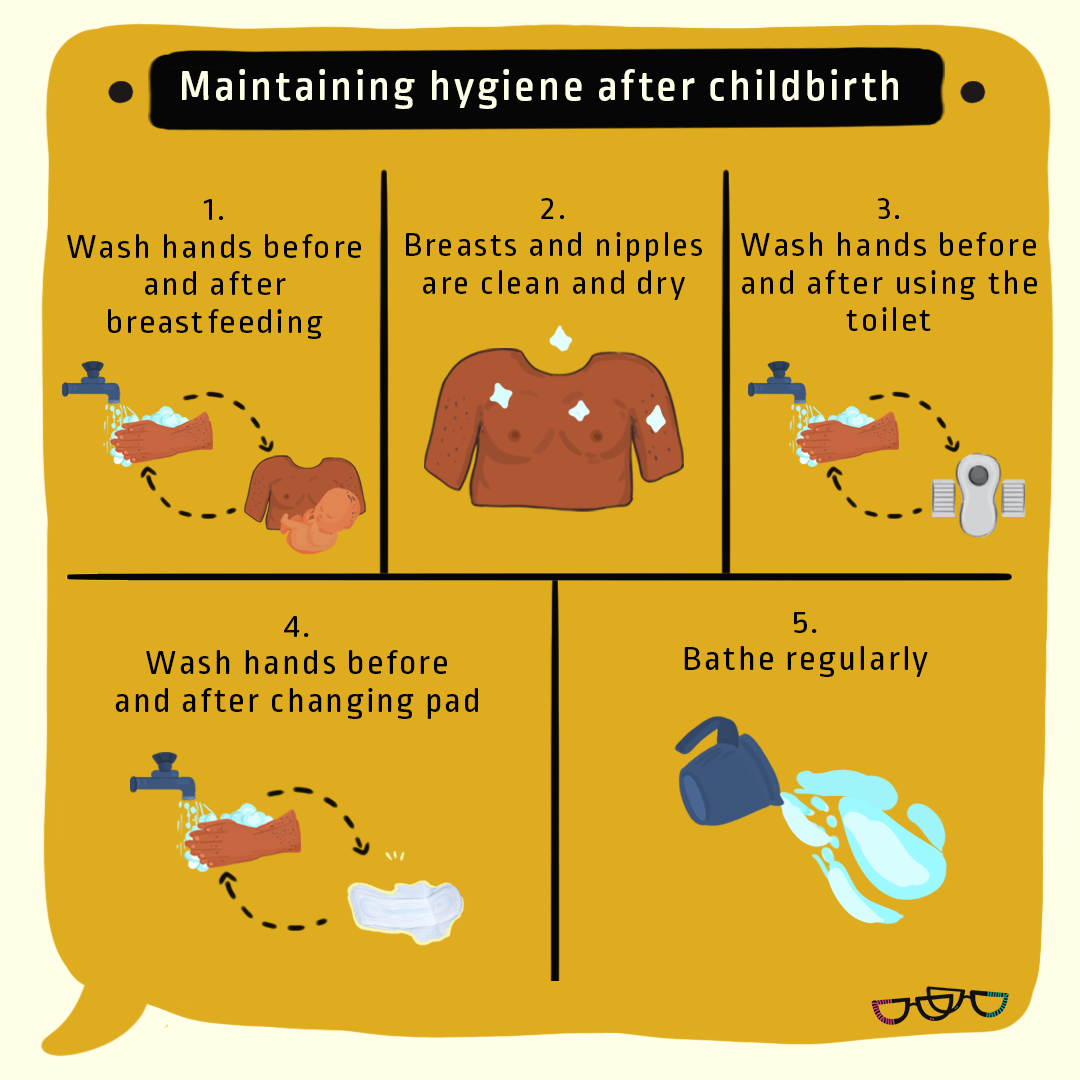 Maintaining hygiene after childbirth
1.
Wash hands before
and after
breastfeeding
2.
Breasts and nipples
are clean and dry
3.
Wash hands before
and after using the
toilet
4.
Wash hands before
and after changing pad
5.
Bathe regularly